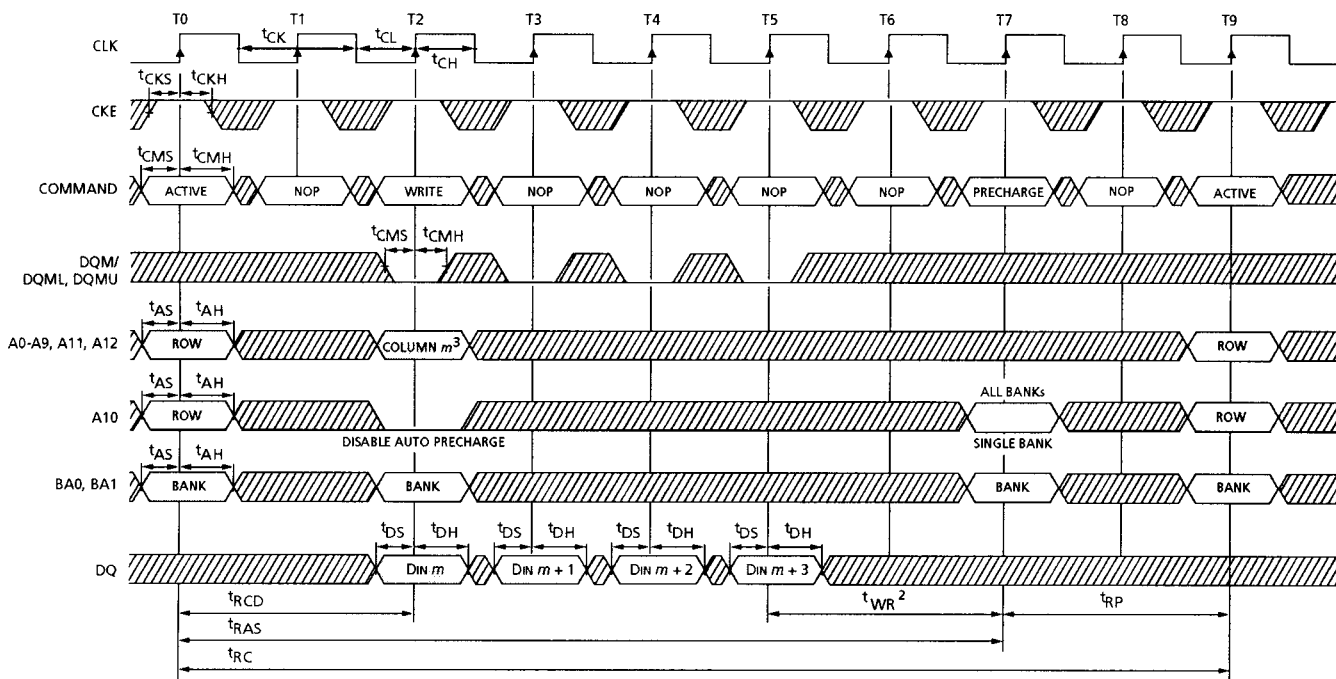 T0 T1 T2 T3 T4 T5 T6 T7 T8 T9
CLK
tCK tCL
tCH
tCKS tCKH
CKE
tCMS tCMH
COMMAND ACTIVE NOP WRITE NOP NOP NOP NOP PRECHARGE NOP ACTIVE
tCMS tCMH
DQM/
DQML, DQMU
tAS tAH
A0-A9, A11, A12 ROW COLUMN m³ ROW
tAS tAH ALL BANKs
A10 ROW ROW
DISABLE AUTO PRECHARGE SINGLE BANK
tAS tAH
BA0, BA1 BANK BANK BANK BANK
tDS tDH tDS tDH tDS tDH tDS tDH
DQ DIN m DIN m + 1 DIN m + 2 DIN m + 3
tRCD tWR² tRP
tRAS
tRC